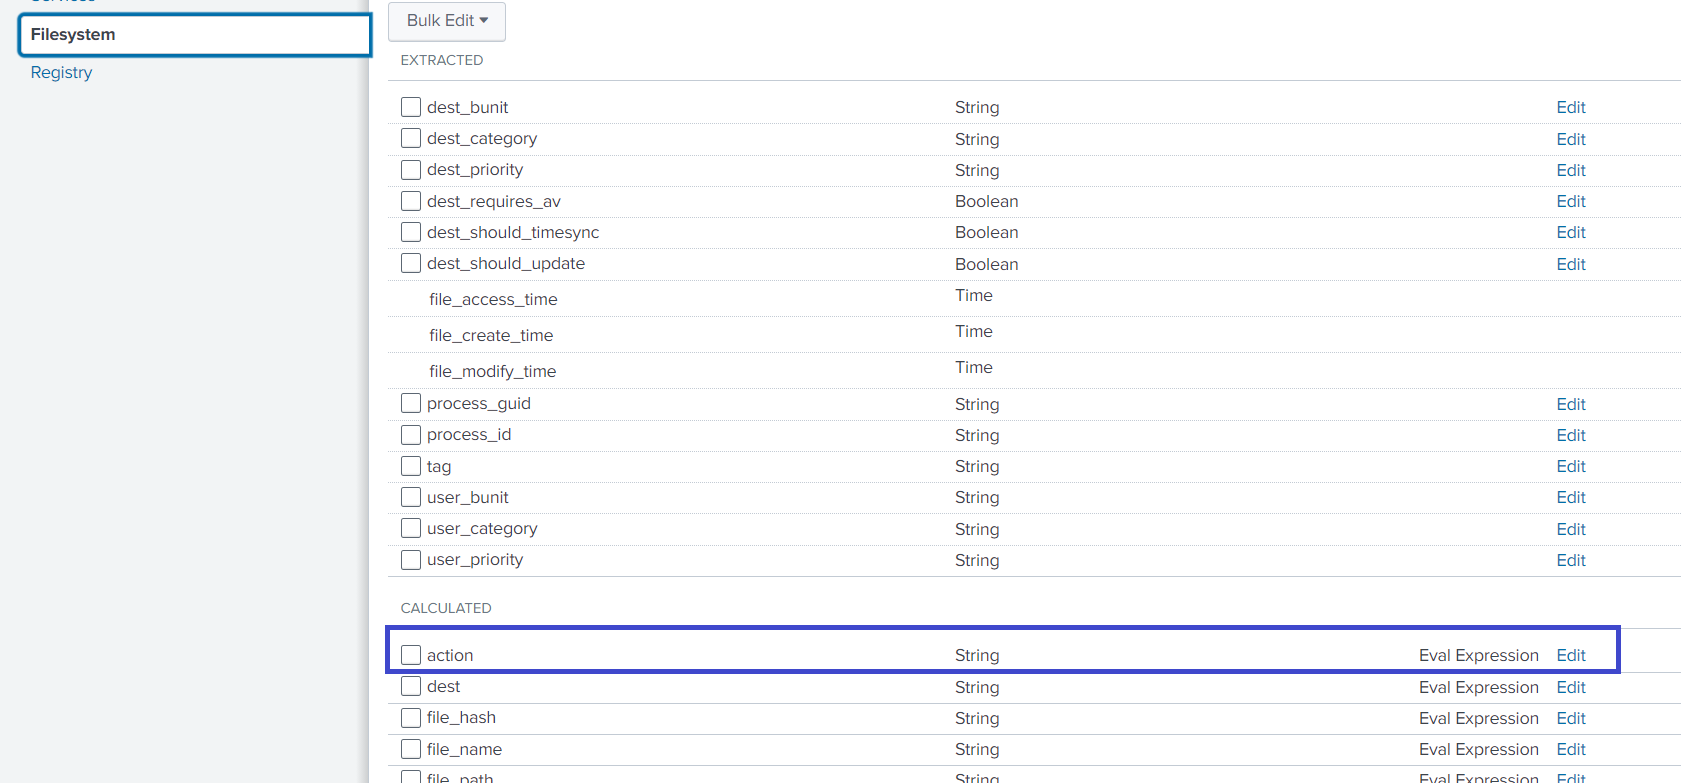 Services
Filesystem
Registry
Bulk Edit
EXTRACTED
dest_bunit String Edit
dest_category String Edit
dest_priority String Edit
dest_requires_av Boolean Edit
dest_should_timesync Boolean Edit
dest_should_update Boolean Edit
file_access_time Time
file_create_time Time
file_modify_time Time
process_guid String Edit
process_id String Edit
tag String Edit
user_bunit String Edit
user_category String Edit
user_priority String Edit
CALCULATED
action String Eval Expression Edit
dest String Eval Expression Edit
file_hash String Eval Expression Edit
file_name String Eval Expression Edit
file_path String Eval Expression Edit